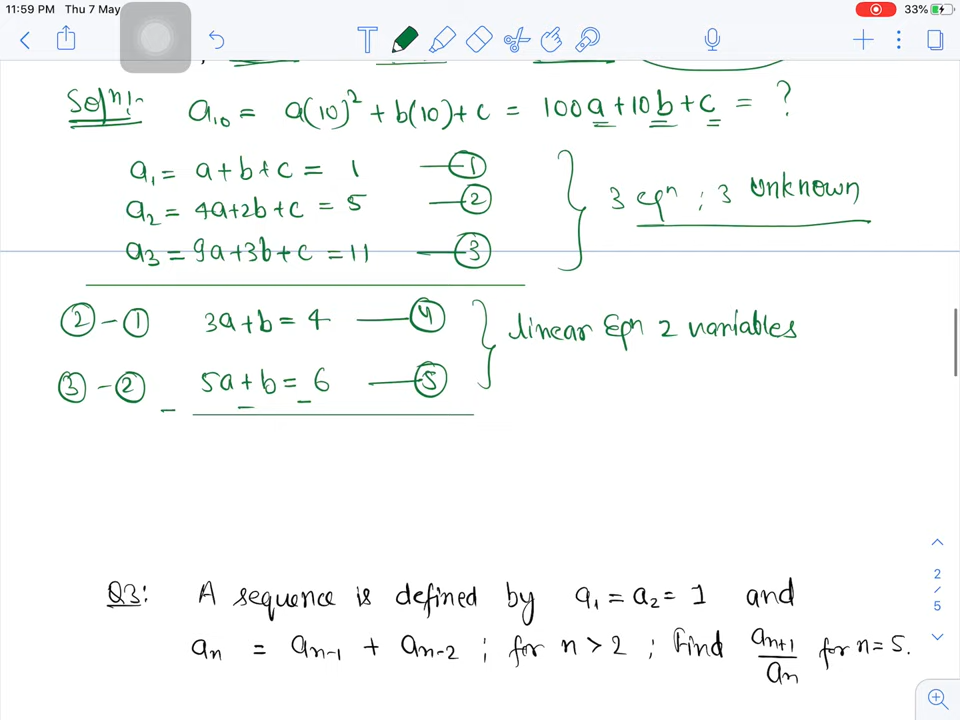 11:59 PM Thu 7 May
33%
Solⁿ:- a₁₀ = a(10)² + b(10) + c = 100a + 10b + c = ?
a₁ = a + b + c = 1 —①
a₂ = 4a + 2b + c = 5 —②
a₃ = 9a + 3b + c = 11 —③
3 eqⁿ ; 3 Unknown
② - ① 3a + b = 4 —④
③ - ② 5a + b = 6 —⑤
- - -
linear Eqⁿ 2 variables
Q3: A sequence is defined by a₁ = a₂ = 1 and
aₙ = aₙ₋₁ + aₙ₋₂ ; for n > 2 ; Find aₙ₊₁/aₙ for n = 5.
2/5